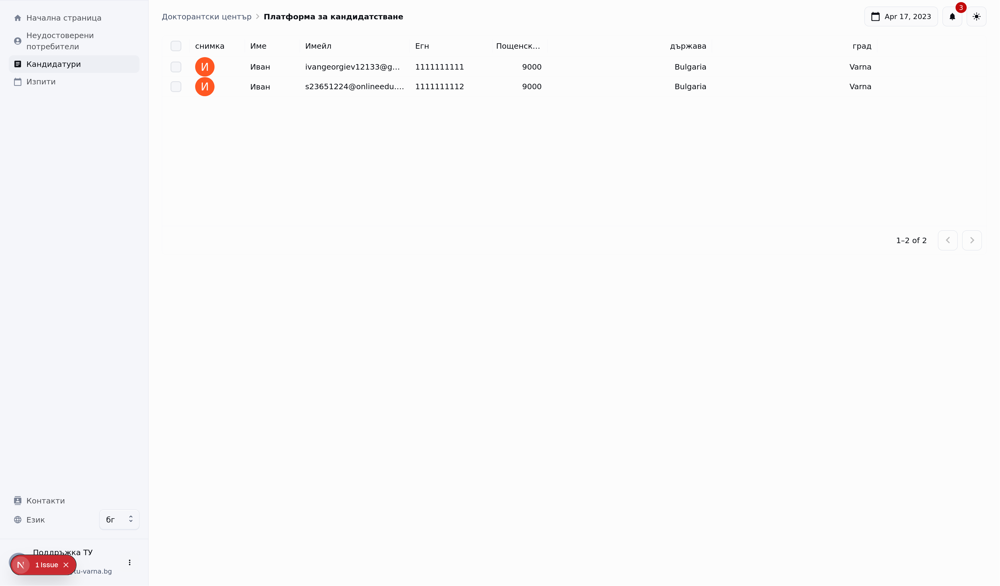 Начална страница
Неудостоверени
потребители
Кандидатури
Изпити
Докторантски център
Платформа за кандидатстване
Apr 17, 2023
3
снимка Име Имейл Егн Пощенск... държава град
И Иван ivangeorgiev12133@g... 1111111111 9000 Bulgaria Varna
И Иван s23651224@onlineedu.... 1111111112 9000 Bulgaria Varna
1–2 of 2
Контакти
Език бг
Поддръжка ТУ
N 1 Issue
tu-varna.bg